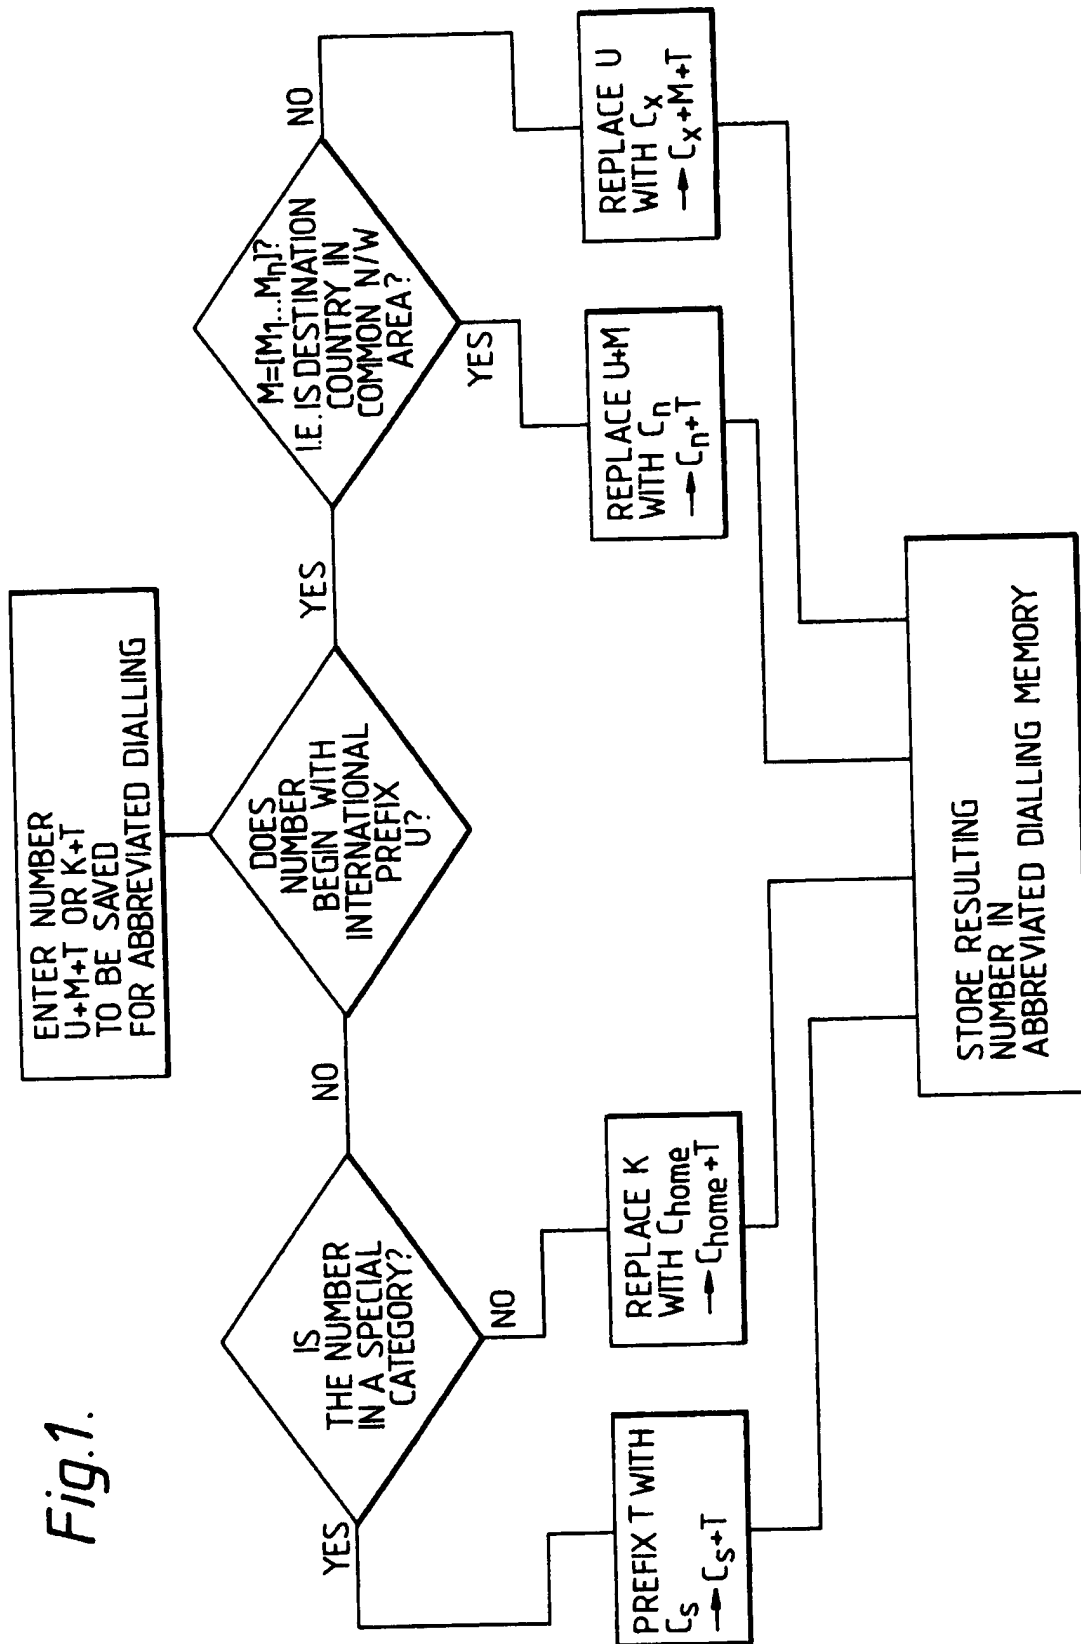 Fig.1.
ENTER NUMBER
U+M+T OR K+T
TO BE SAVED
FOR ABBREVIATED DIALLING
DOES
NUMBER
BEGIN WITH
INTERNATIONAL
PREFIX
U?
NO
YES
IS
THE NUMBER
IN A SPECIAL
CATEGORY?
YES
NO
M=[M1...Mn]?
I.E. IS DESTINATION
COUNTRY IN
COMMON N/W
AREA?
YES
NO
PREFIX T WITH
Cs
→ Cs+T
REPLACE K
WITH Chome
→ Chome+T
REPLACE U+M
WITH Cn
→ Cn+T
REPLACE U
WITH Cx
→ Cx+M+T
STORE RESULTING
NUMBER IN
ABBREVIATED DIALLING MEMORY